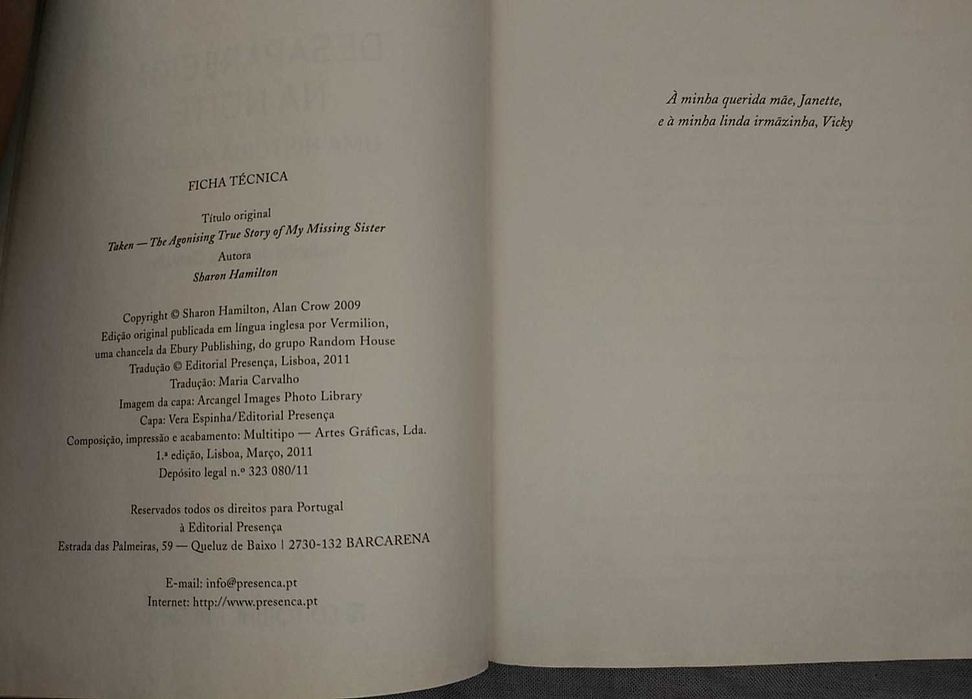 FICHA TÉCNICA
Título original
Taken — The Agonising True Story of My Missing Sister
Autora
Sharon Hamilton
Copyright © Sharon Hamilton, Alan Crow 2009
Edição original publicada em língua inglesa por Vermilion,
uma chancela da Ebury Publishing, do grupo Random House
Tradução © Editorial Presença, Lisboa, 2011
Tradução: Maria Carvalho
Imagem da capa: Arcangel Images Photo Library
Capa: Vera Espinha/Editorial Presença
Composição, impressão e acabamento: Multitipo — Artes Gráficas, Lda.
1.ª edição, Lisboa, Março, 2011
Depósito legal n.º 323 080/11
Reservados todos os direitos para Portugal
à Editorial Presença
Estrada das Palmeiras, 59 — Queluz de Baixo | 2730-132 BARCARENA
E-mail: info@presenca.pt
Internet: http://www.presenca.pt
À minha querida mãe, Janette,
e à minha linda irmãzinha, Vicky